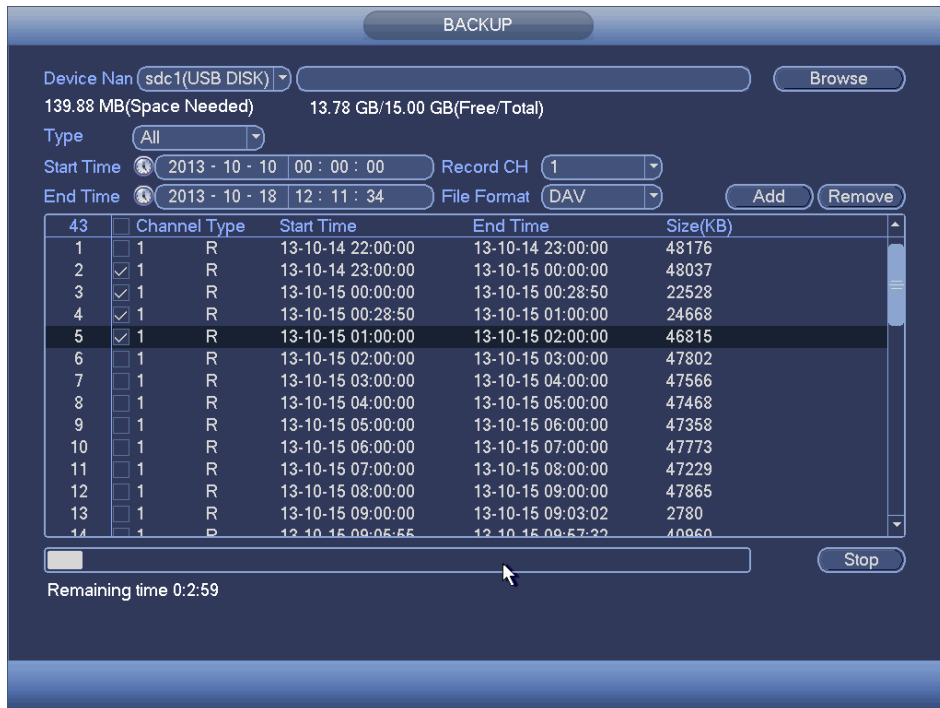 BACKUP
Device Nan sdc1(USB DISK) Browse
139.88 MB(Space Needed) 13.78 GB/15.00 GB(Free/Total)
Type All
Start Time 2013 - 10 - 10 00 : 00 : 00 Record CH 1
End Time 2013 - 10 - 18 12 : 11 : 34 File Format DAV Add Remove
43 Channel Type Start Time End Time Size(KB)
1 1 R 13-10-14 22:00:00 13-10-14 23:00:00 48176
2 1 R 13-10-14 23:00:00 13-10-15 00:00:00 48037
3 1 R 13-10-15 00:00:00 13-10-15 00:28:50 22528
4 1 R 13-10-15 00:28:50 13-10-15 01:00:00 24668
5 1 R 13-10-15 01:00:00 13-10-15 02:00:00 46815
6 1 R 13-10-15 02:00:00 13-10-15 03:00:00 47802
7 1 R 13-10-15 03:00:00 13-10-15 04:00:00 47566
8 1 R 13-10-15 04:00:00 13-10-15 05:00:00 47468
9 1 R 13-10-15 05:00:00 13-10-15 06:00:00 47358
10 1 R 13-10-15 06:00:00 13-10-15 07:00:00 47773
11 1 R 13-10-15 07:00:00 13-10-15 08:00:00 47229
12 1 R 13-10-15 08:00:00 13-10-15 09:00:00 47865
13 1 R 13-10-15 09:00:00 13-10-15 09:03:02 2780
14 1 R 13-10-15
Stop
Remaining time 0:2:59